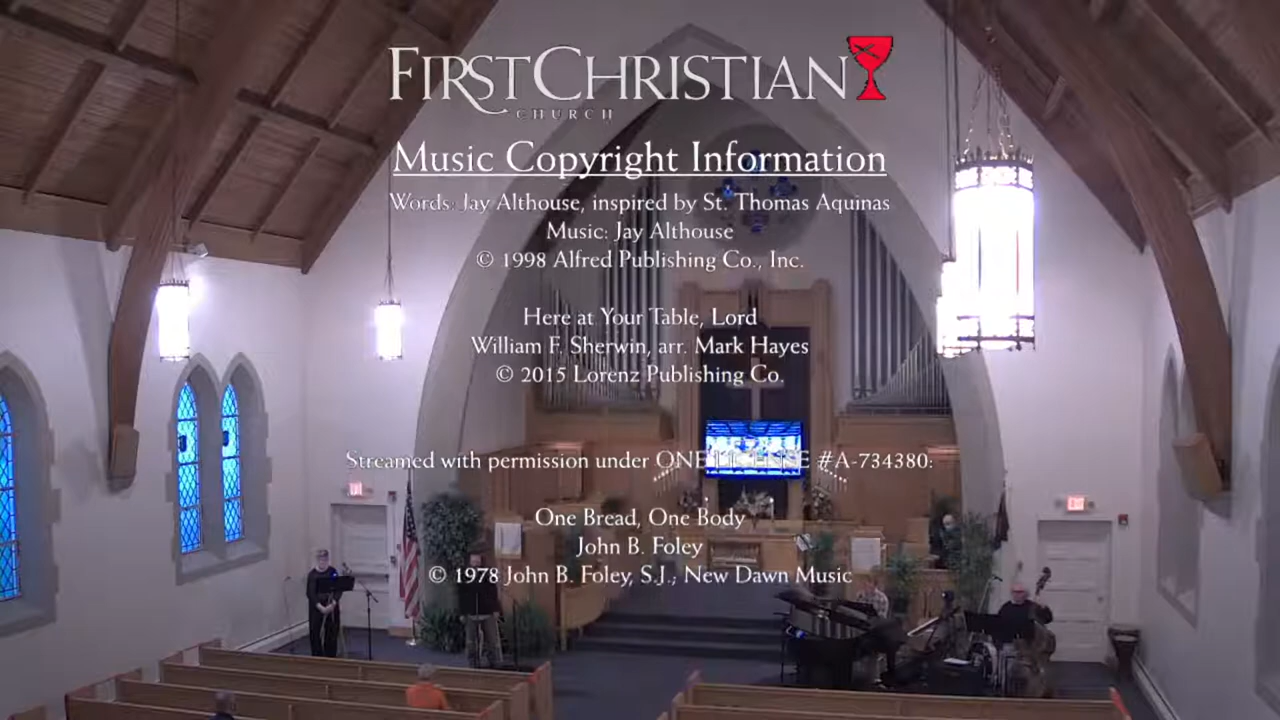 FIRST CHRISTIAN
CHURCH
Music Copyright Information
Words: Jay Althouse, inspired by St. Thomas Aquinas
Music: Jay Althouse
© 1998 Alfred Publishing Co., Inc.
Here at Your Table, Lord
William F. Sherwin, arr. Mark Hayes
© 2015 Lorenz Publishing Co.
Streamed with permission under ONE LICENSE #A-734380:
One Bread, One Body
John B. Foley
© 1978 John B. Foley, S.J.; New Dawn Music